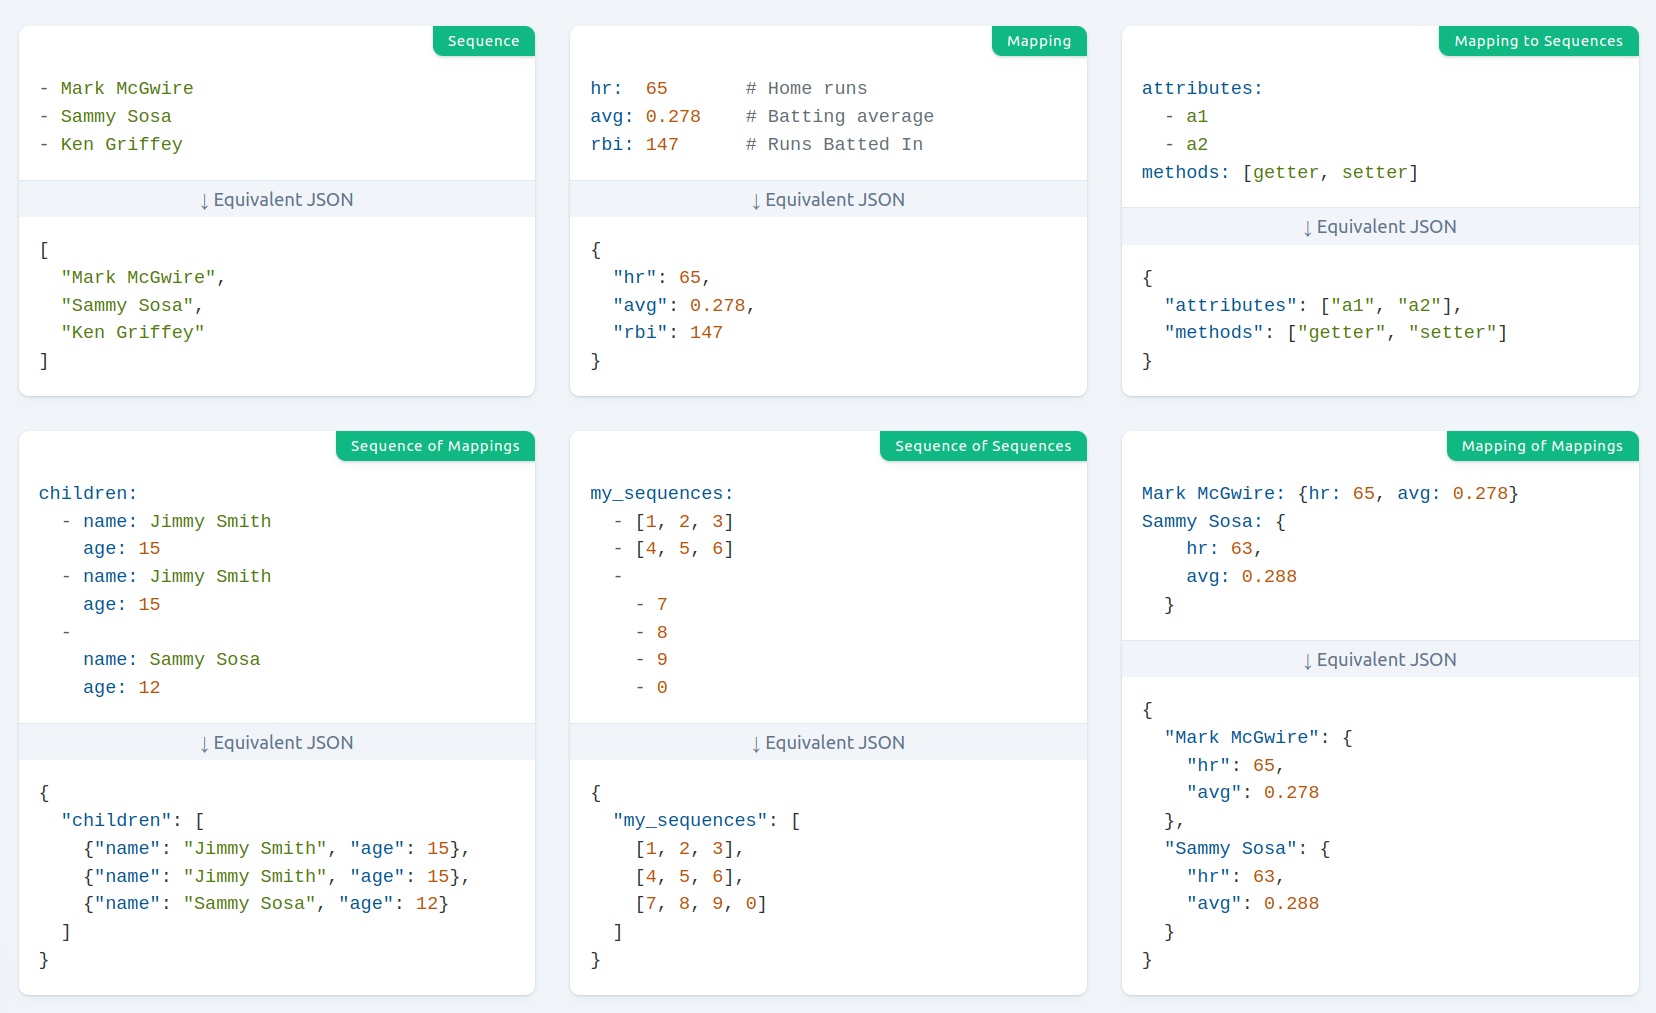 Sequence
- Mark McGwire
- Sammy Sosa
- Ken Griffey
↓ Equivalent JSON
[
  "Mark McGwire",
  "Sammy Sosa",
  "Ken Griffey"
]
Mapping
hr:  65       # Home runs
avg: 0.278    # Batting average
rbi: 147      # Runs Batted In
↓ Equivalent JSON
{
  "hr": 65,
  "avg": 0.278,
  "rbi": 147
}
Mapping to Sequences
attributes:
  - a1
  - a2
methods: [getter, setter]
↓ Equivalent JSON
{
  "attributes": ["a1", "a2"],
  "methods": ["getter", "setter"]
}
Sequence of Mappings
children:
  - name: Jimmy Smith
    age: 15
  - name: Jimmy Smith
    age: 15
  -
    name: Sammy Sosa
    age: 12
↓ Equivalent JSON
{
  "children": [
    {"name": "Jimmy Smith", "age": 15},
    {"name": "Jimmy Smith", "age": 15},
    {"name": "Sammy Sosa", "age": 12}
  ]
}
Sequence of Sequences
my_sequences:
  - [1, 2, 3]
  - [4, 5, 6]
  -
    - 7
    - 8
    - 9
    - 0
↓ Equivalent JSON
{
  "my_sequences": [
    [1, 2, 3],
    [4, 5, 6],
    [7, 8, 9, 0]
  ]
}
Mapping of Mappings
Mark McGwire: {hr: 65, avg: 0.278}
Sammy Sosa: {
    hr: 63,
    avg: 0.288
  }
↓ Equivalent JSON
{
  "Mark McGwire": {
    "hr": 65,
    "avg": 0.278
  },
  "Sammy Sosa": {
    "hr": 63,
    "avg": 0.288
  }
}